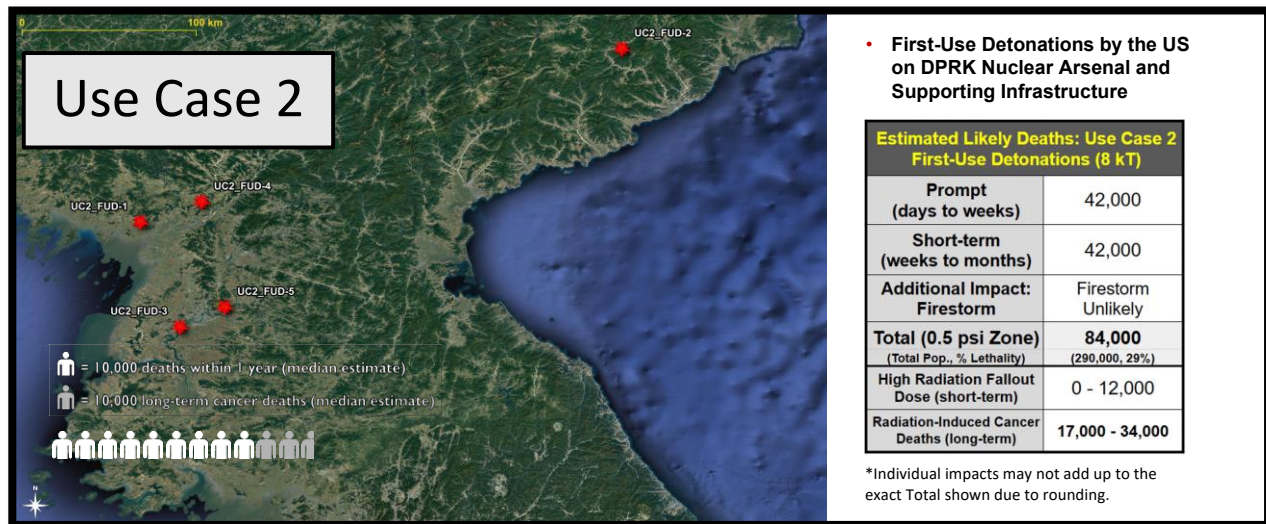 0 100 km
Use Case 2
UC2_FUD-2
UC2_FUD-4
UC2_FUD-1
UC2_FUD-5
UC2_FUD-3
= 10,000 deaths within 1 year (median estimate)
= 10,000 long-term cancer deaths (median estimate)
N
• First-Use Detonations by the US
on DPRK Nuclear Arsenal and
Supporting Infrastructure
Estimated Likely Deaths: Use Case 2
First-Use Detonations (8 kT)
Prompt
(days to weeks)
42,000
Short-term
(weeks to months)
42,000
Additional Impact:
Firestorm
Firestorm
Unlikely
Total (0.5 psi Zone)
84,000
(Total Pop., % Lethality)
(290,000, 29%)
High Radiation Fallout
Dose (short-term)
0 - 12,000
Radiation-Induced Cancer
Deaths (long-term)
17,000 - 34,000
*Individual impacts may not add up to the
exact Total shown due to rounding.